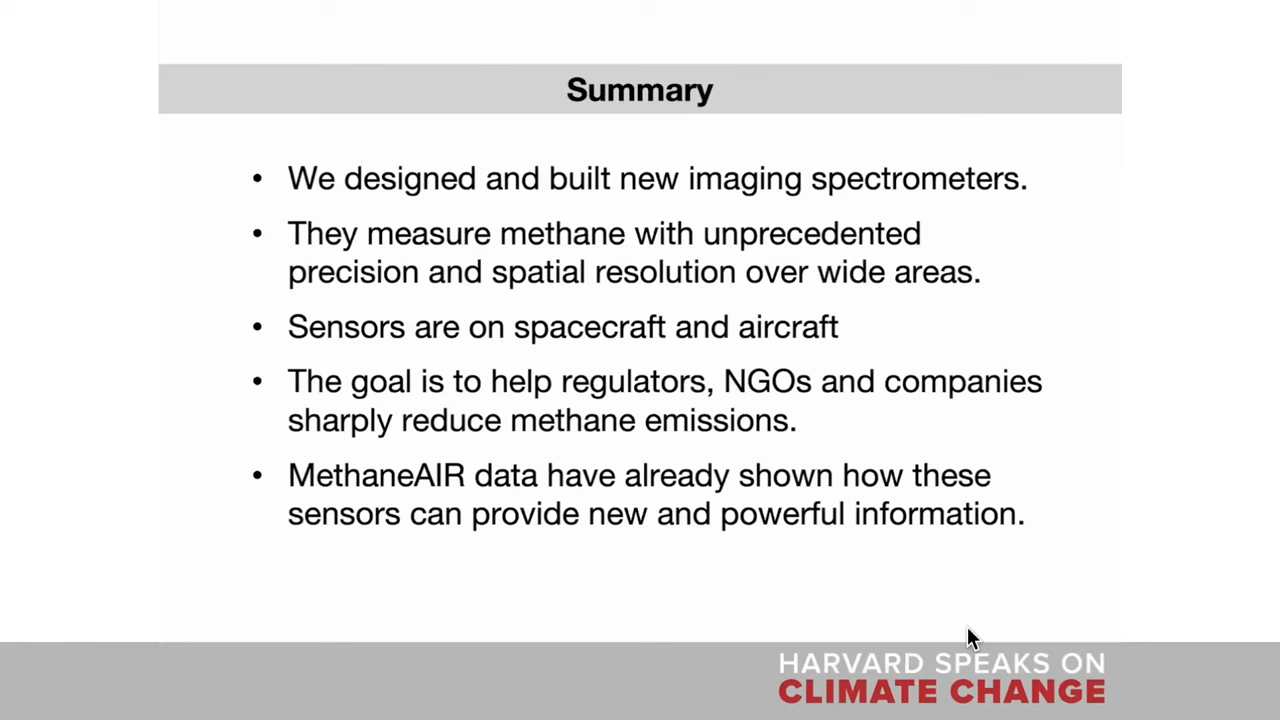 Summary
• We designed and built new imaging spectrometers.
• They measure methane with unprecedented
precision and spatial resolution over wide areas.
• Sensors are on spacecraft and aircraft
• The goal is to help regulators, NGOs and companies
sharply reduce methane emissions.
• MethaneAIR data have already shown how these
sensors can provide new and powerful information.
HARVARD SPEAKS ON
CLIMATE CHANGE